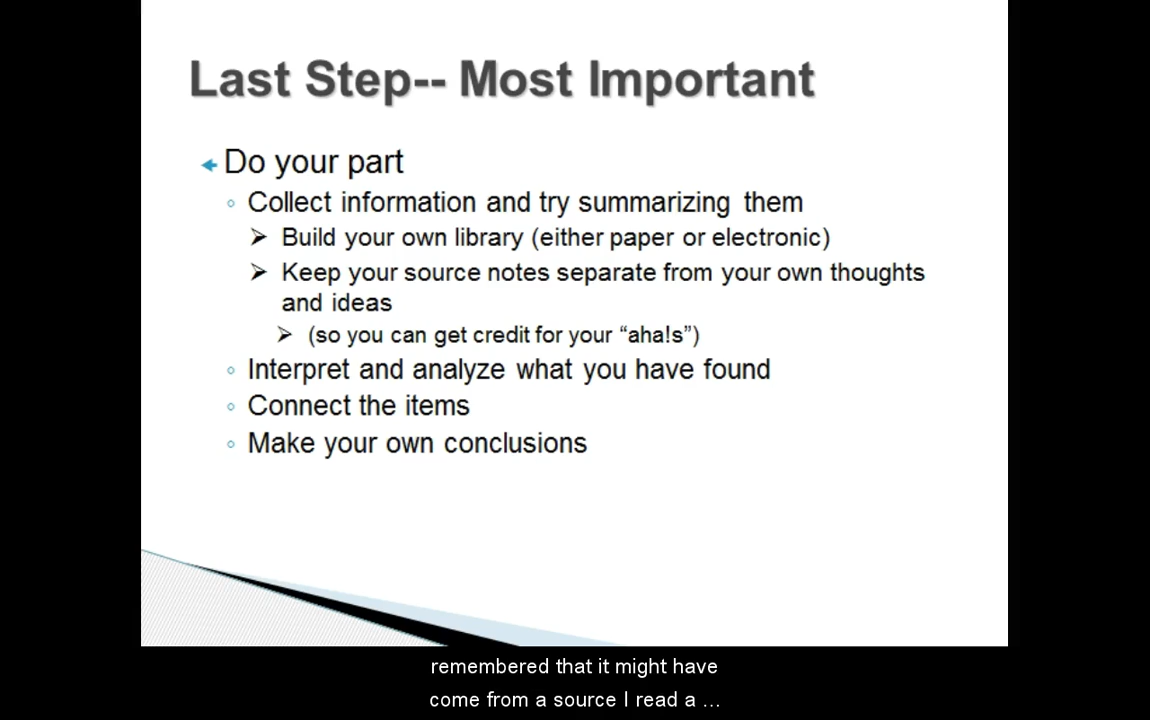 Last Step-- Most Important
Do your part
Collect information and try summarizing them
Build your own library (either paper or electronic)
Keep your source notes separate from your own thoughts
and ideas
(so you can get credit for your “aha!s”)
Interpret and analyze what you have found
Connect the items
Make your own conclusions
remembered that it might have
come from a source I read a ...